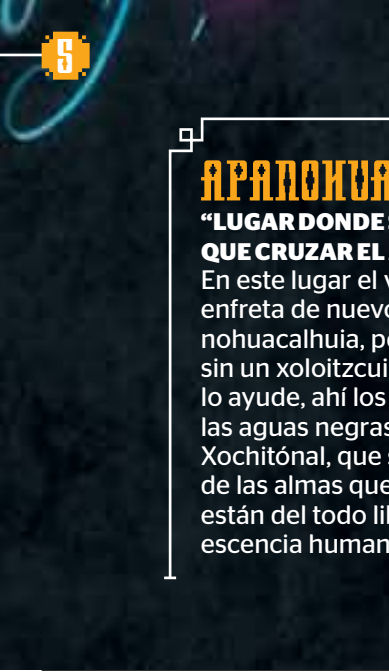 5
APANOHUA
“LUGAR DONDE
QUE CRUZAR EL
En este lugar el
enfreta de nuevo
nohuacalhuia,
sin un xoloitzcui
lo ayude, ahí los
las aguas negras
Xochitónal, que
de las almas que
están del todo
escencia human